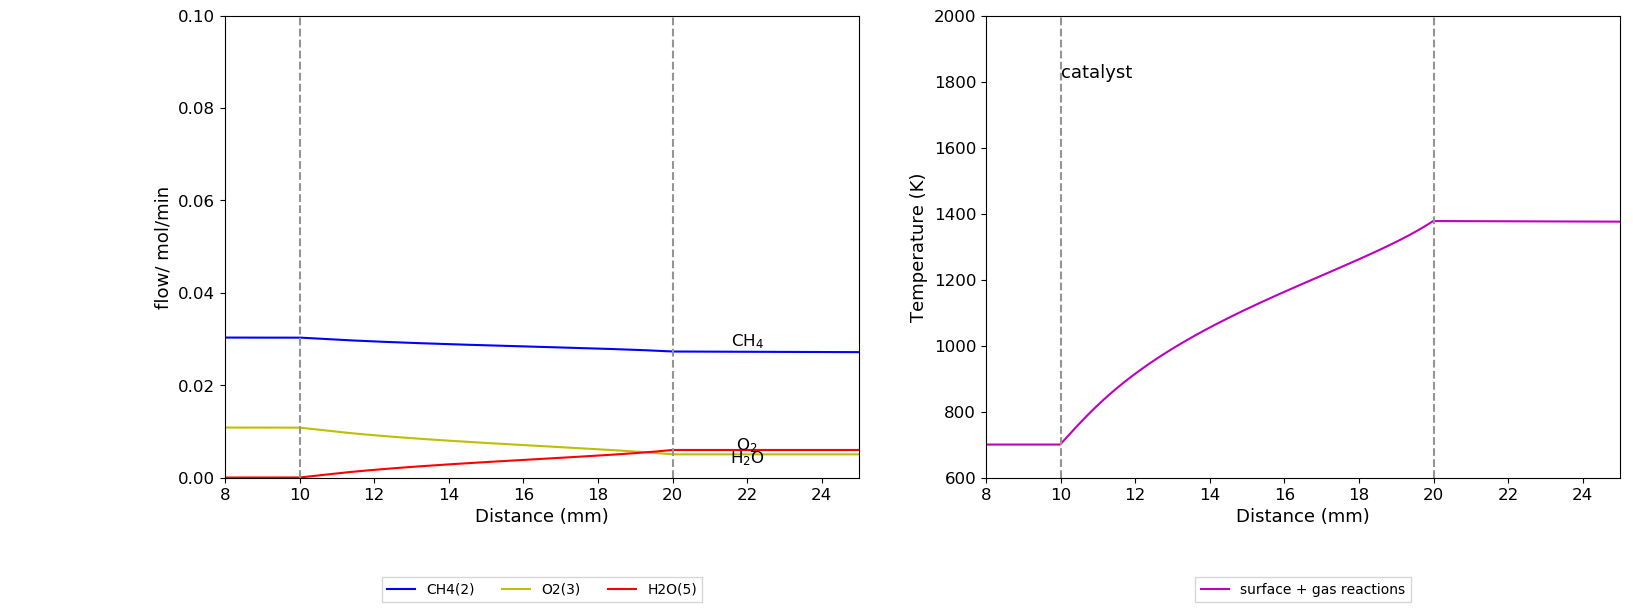 0.10
0.08
0.06
0.04
0.02
0.00
flow/ mol/min
CH₄
O₂
H₂O
8 10 12 14 16 18 20 22 24
Distance (mm)
CH4(2) O2(3) H2O(5)
2000
1800
1600
1400
1200
1000
800
600
Temperature (K)
catalyst
8 10 12 14 16 18 20 22 24
Distance (mm)
surface + gas reactions